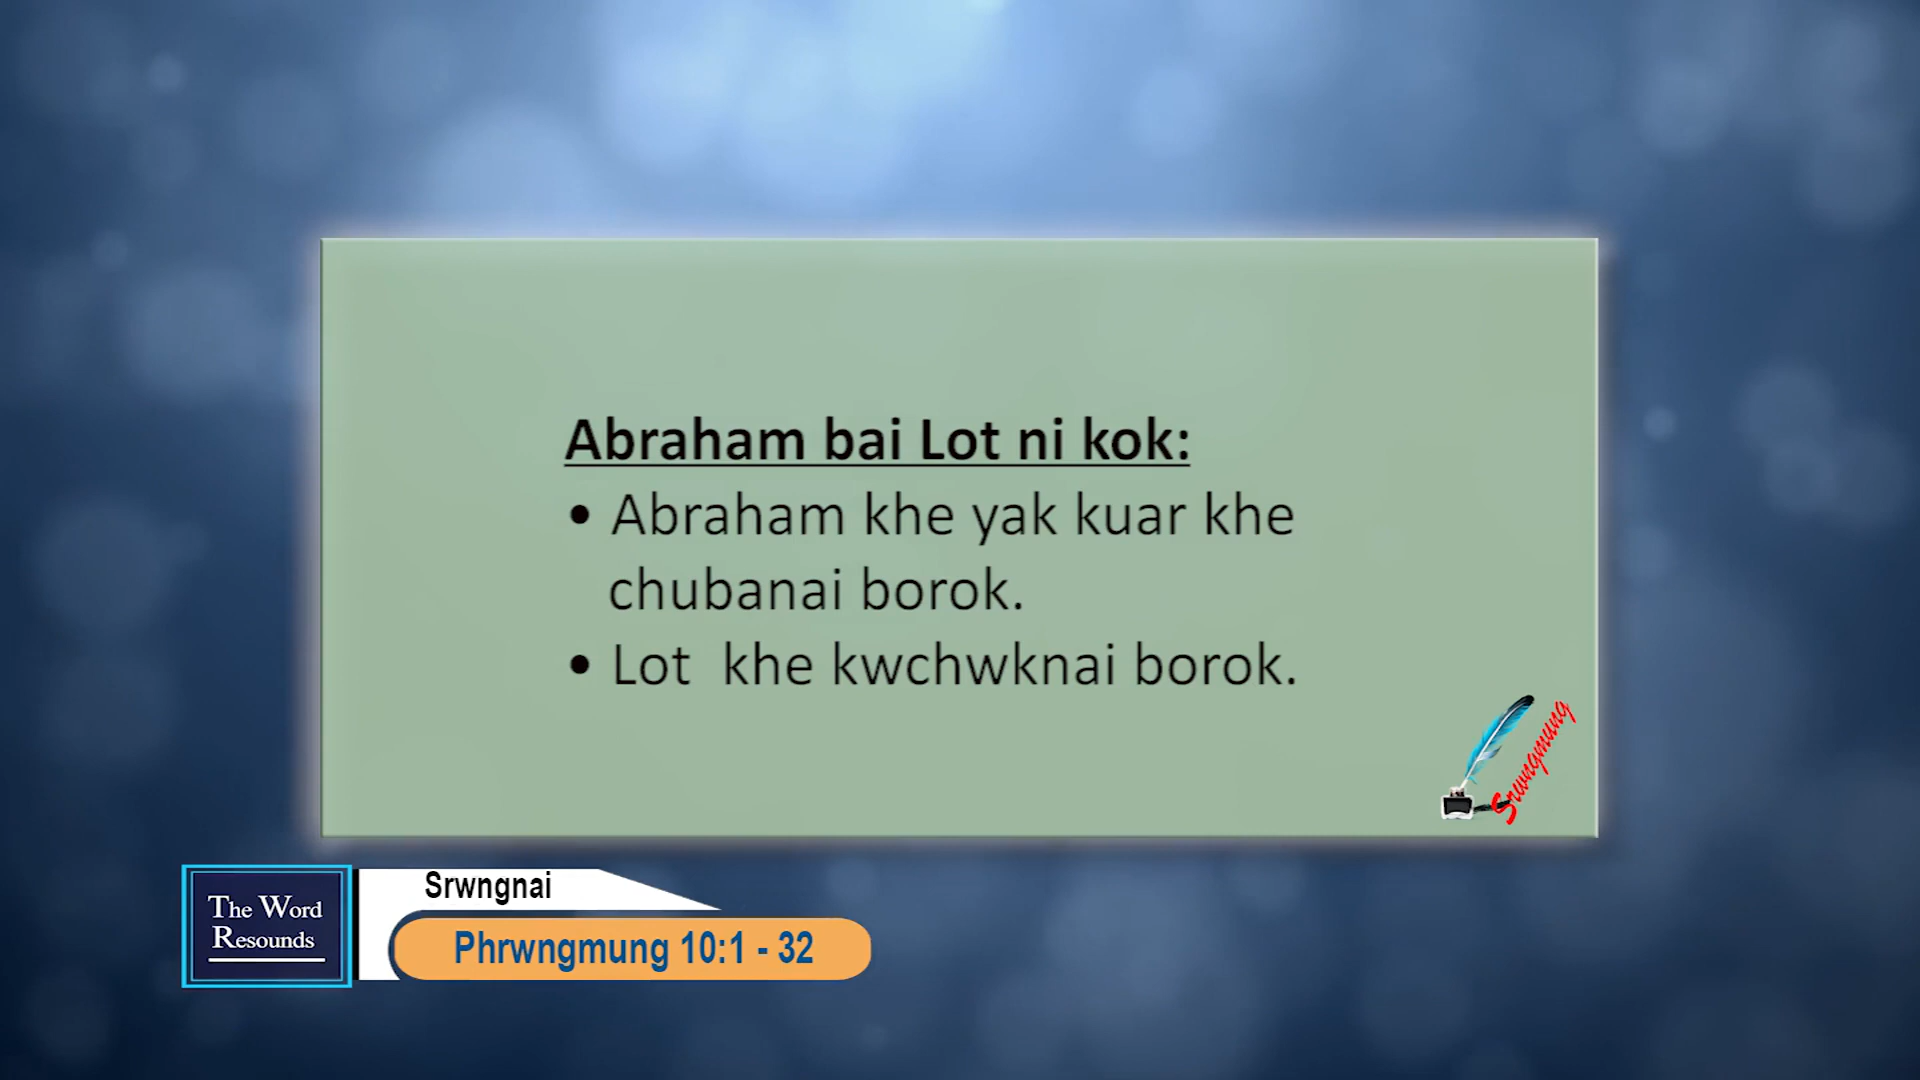 Abraham bai Lot ni kok:
• Abraham khe yak kuar khe
chubanai borok.
• Lot khe kwchwknai borok.
Srwngmung
The Word
Resounds
Srwngnai
Phrwngmung 10:1 - 32